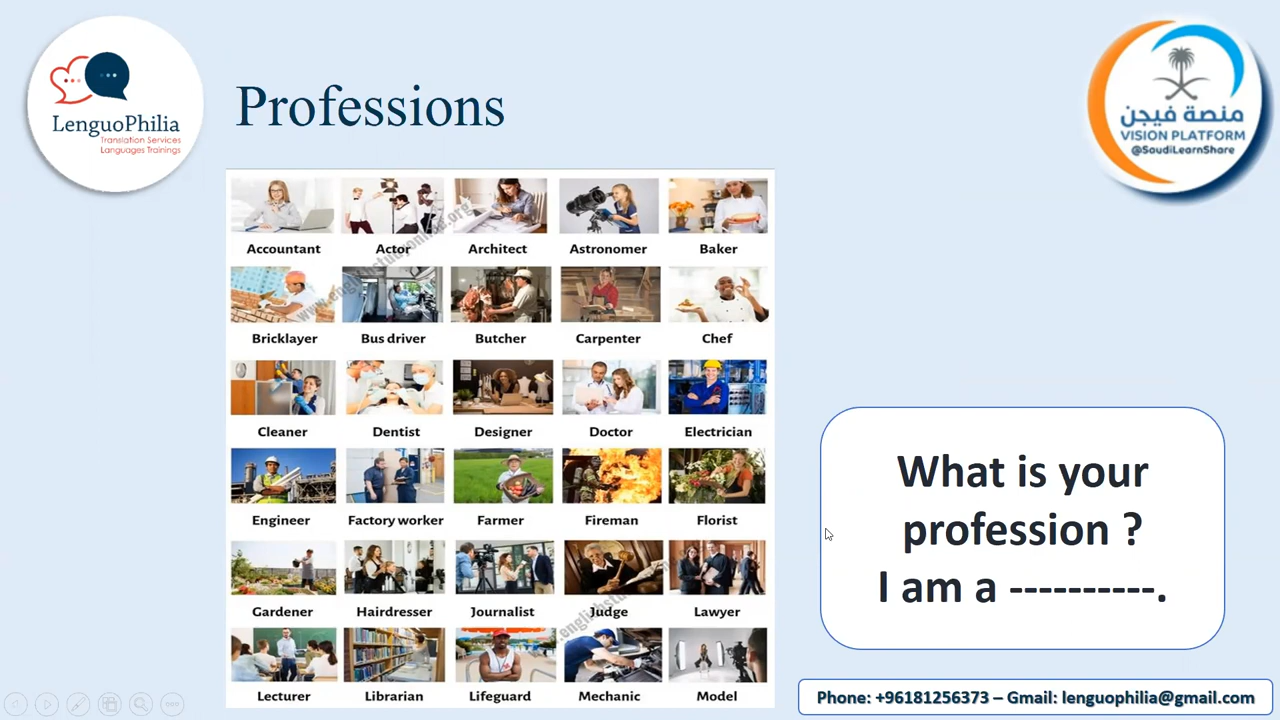 LenguoPhilia
Translation Services
Languages Trainings
Professions
منصة فيجن
VISION PLATFORM
@SaudiLearnShare
Accountant Actor Architect Astronomer Baker
Bricklayer Bus driver Butcher Carpenter Chef
Cleaner Dentist Designer Doctor Electrician
Engineer Factory worker Farmer Fireman Florist
Gardener Hairdresser Journalist Judge Lawyer
Lecturer Librarian Lifeguard Mechanic Model
What is your
profession ?
I am a ----------.
Phone: +96181256373 – Gmail: lenguophilia@gmail.com